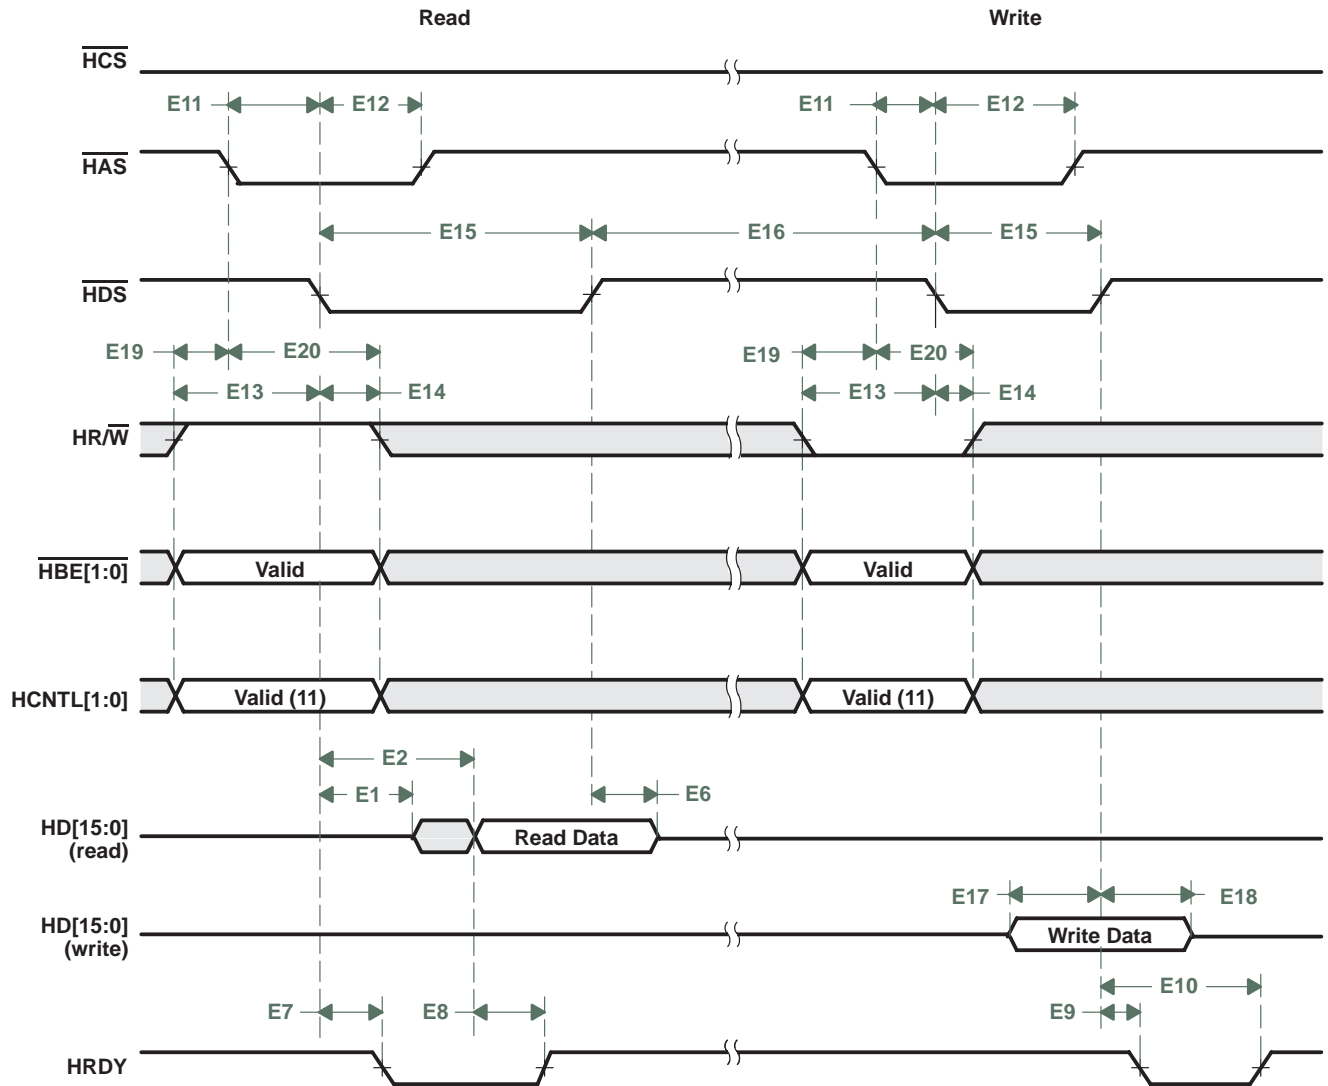 Read Write
HCS
E11 E12 E11 E12
HAS
E15 E16 E15
HDS
E19 E20 E19 E20
E13 E14 E13 E14
HR/W
HBE[1:0] Valid Valid
HCNTL[1:0] Valid (11) Valid (11)
E2
E1 E6
HD[15:0]
(read) Read Data
E17 E18
HD[15:0]
(write) Write Data
E10
E7 E8 E9
HRDY